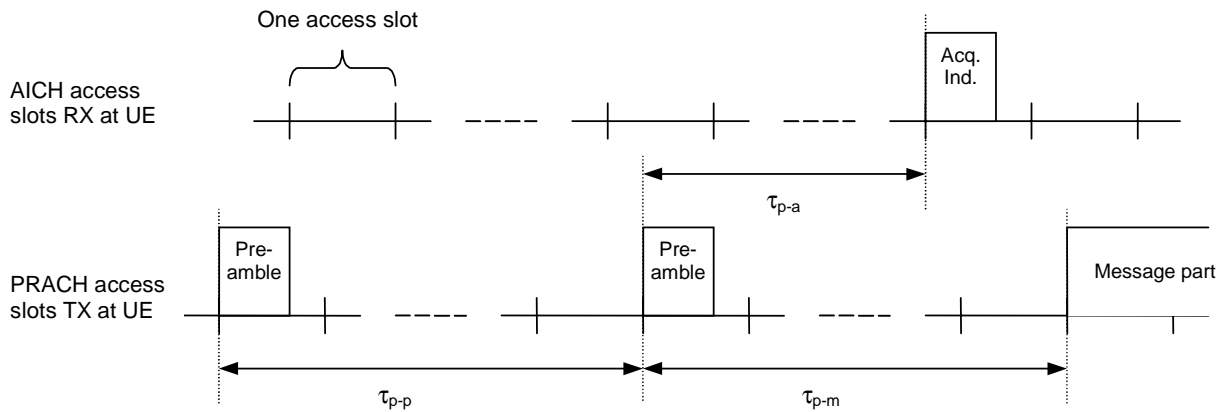 One access slot
Acq.
Ind.
AICH access
slots RX at UE
τp-a
Pre-
amble
Pre-
amble
Message part
PRACH access
slots TX at UE
τp-p
τp-m